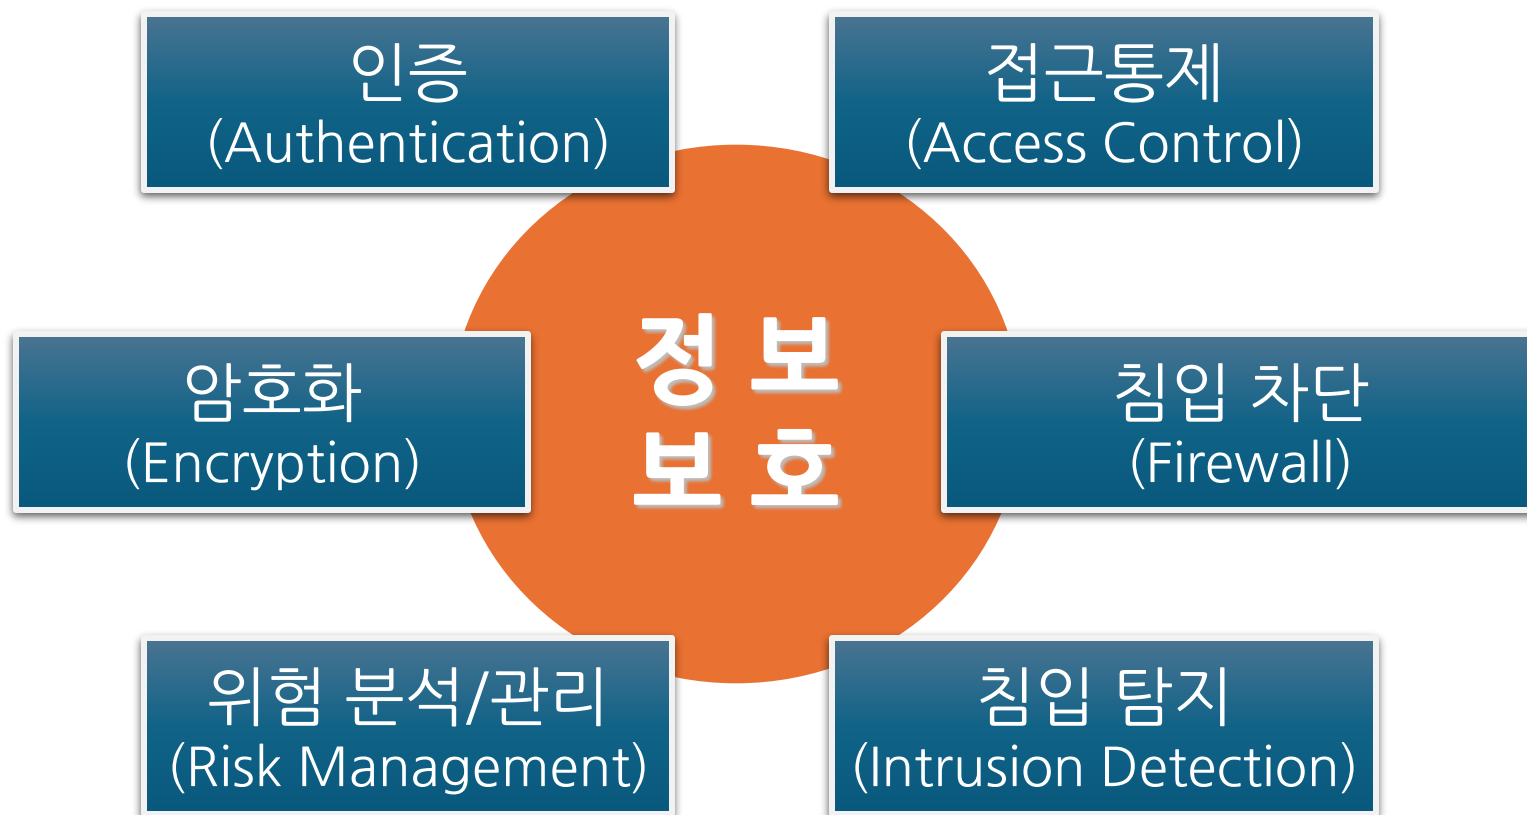 인증
(Authentication)
접근통제
(Access Control)
정 보
보 호
암호화
(Encryption)
침입 차단
(Firewall)
위험 분석/관리
(Risk Management)
침입 탐지
(Intrusion Detection)